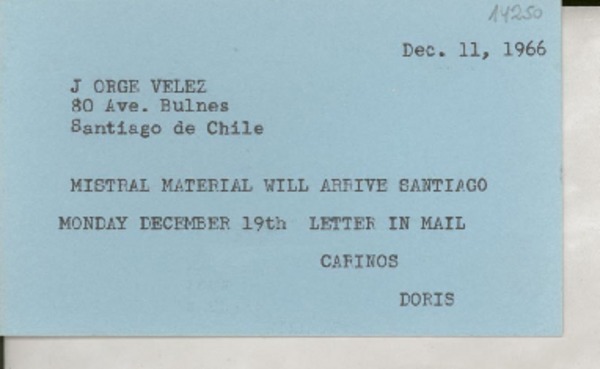 14250
Dec. 11, 1966
J ORGE VELEZ
80 Ave. Bulnes
Santiago de Chile
MISTRAL MATERIAL WILL ARRIVE SANTIAGO
MONDAY DECEMBER 19th LETTER IN MAIL
CARINOS
DORIS